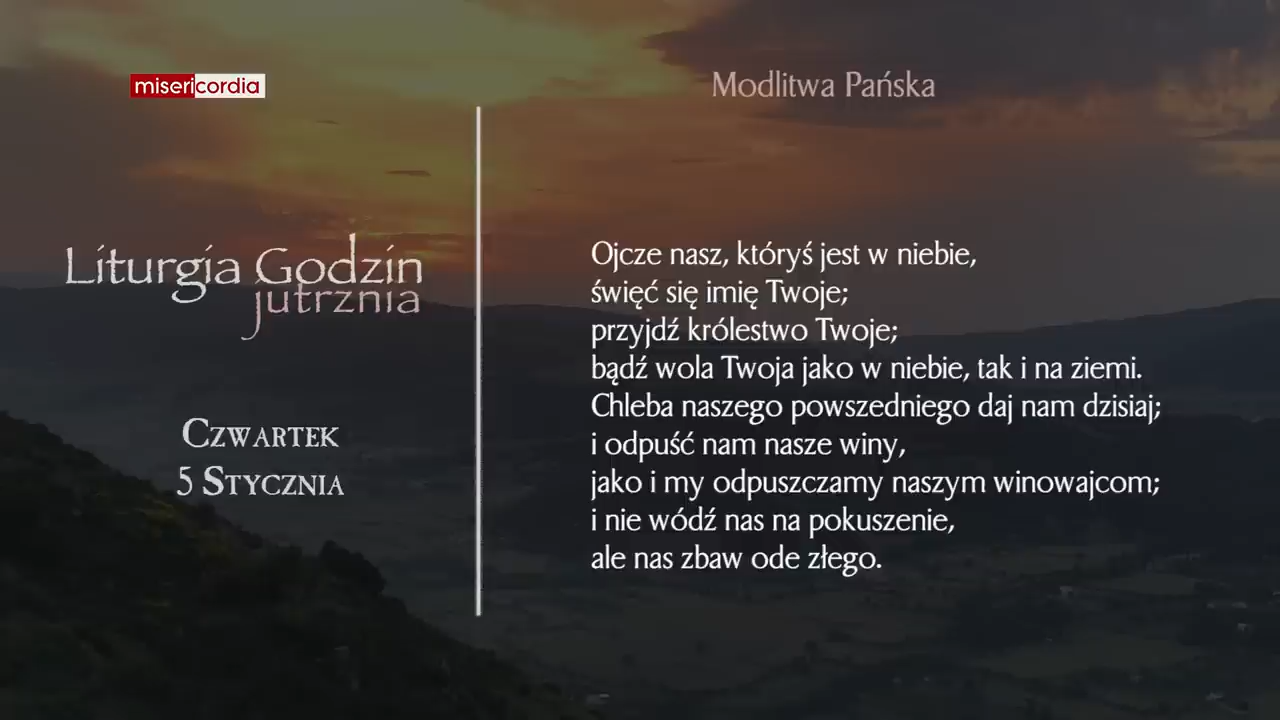 misericordia
Liturgia Godzin
jutrznia
Czwartek
5 Stycznia
Modlitwa Pańska
Ojcze nasz, któryś jest w niebie,
święć się imię Twoje;
przyjdź królestwo Twoje;
bądź wola Twoja jako w niebie, tak i na ziemi.
Chleba naszego powszedniego daj nam dzisiaj;
i odpuść nam nasze winy,
jako i my odpuszczamy naszym winowajcom;
i nie wódź nas na pokuszenie,
ale nas zbaw ode złego.